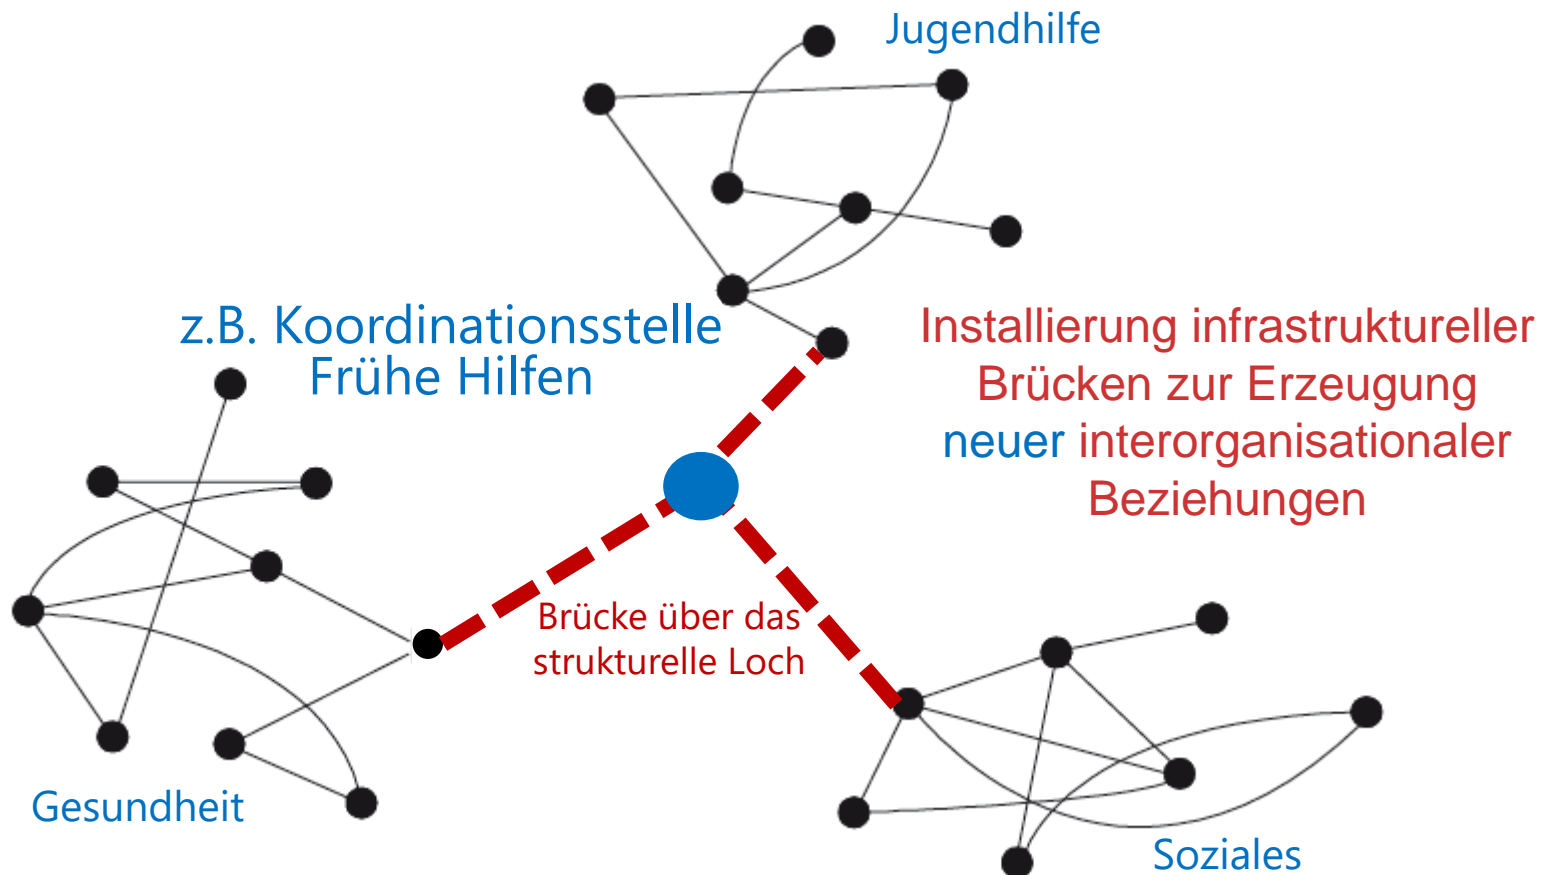 Jugendhilfe
z.B. Koordinationsstelle
Frühe Hilfen
Installierung infrastruktureller
Brücken zur Erzeugung
neuer interorganisationaler
Beziehungen
Brücke über das
strukturelle Loch
Gesundheit
Soziales